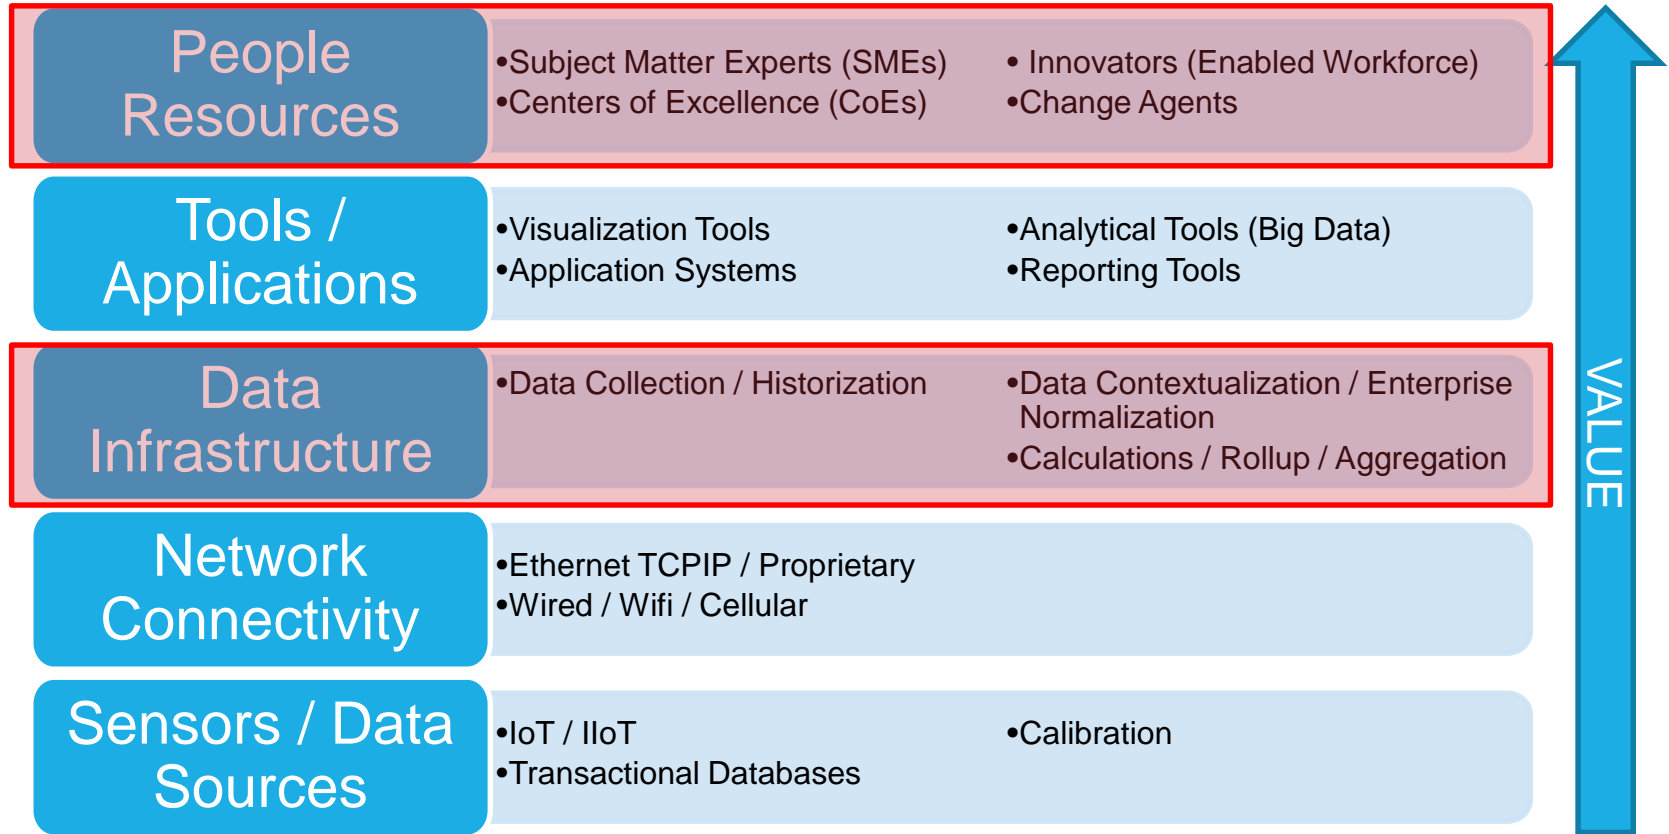 People
Resources
•Subject Matter Experts (SMEs)
•Centers of Excellence (CoEs)
• Innovators (Enabled Workforce)
•Change Agents
Tools /
Applications
•Visualization Tools
•Application Systems
•Analytical Tools (Big Data)
•Reporting Tools
Data
Infrastructure
•Data Collection / Historization
•Data Contextualization / Enterprise
Normalization
•Calculations / Rollup / Aggregation
Network
Connectivity
•Ethernet TCPIP / Proprietary
•Wired / Wifi / Cellular
Sensors / Data
Sources
•IoT / IIoT
•Transactional Databases
•Calibration
VALUE